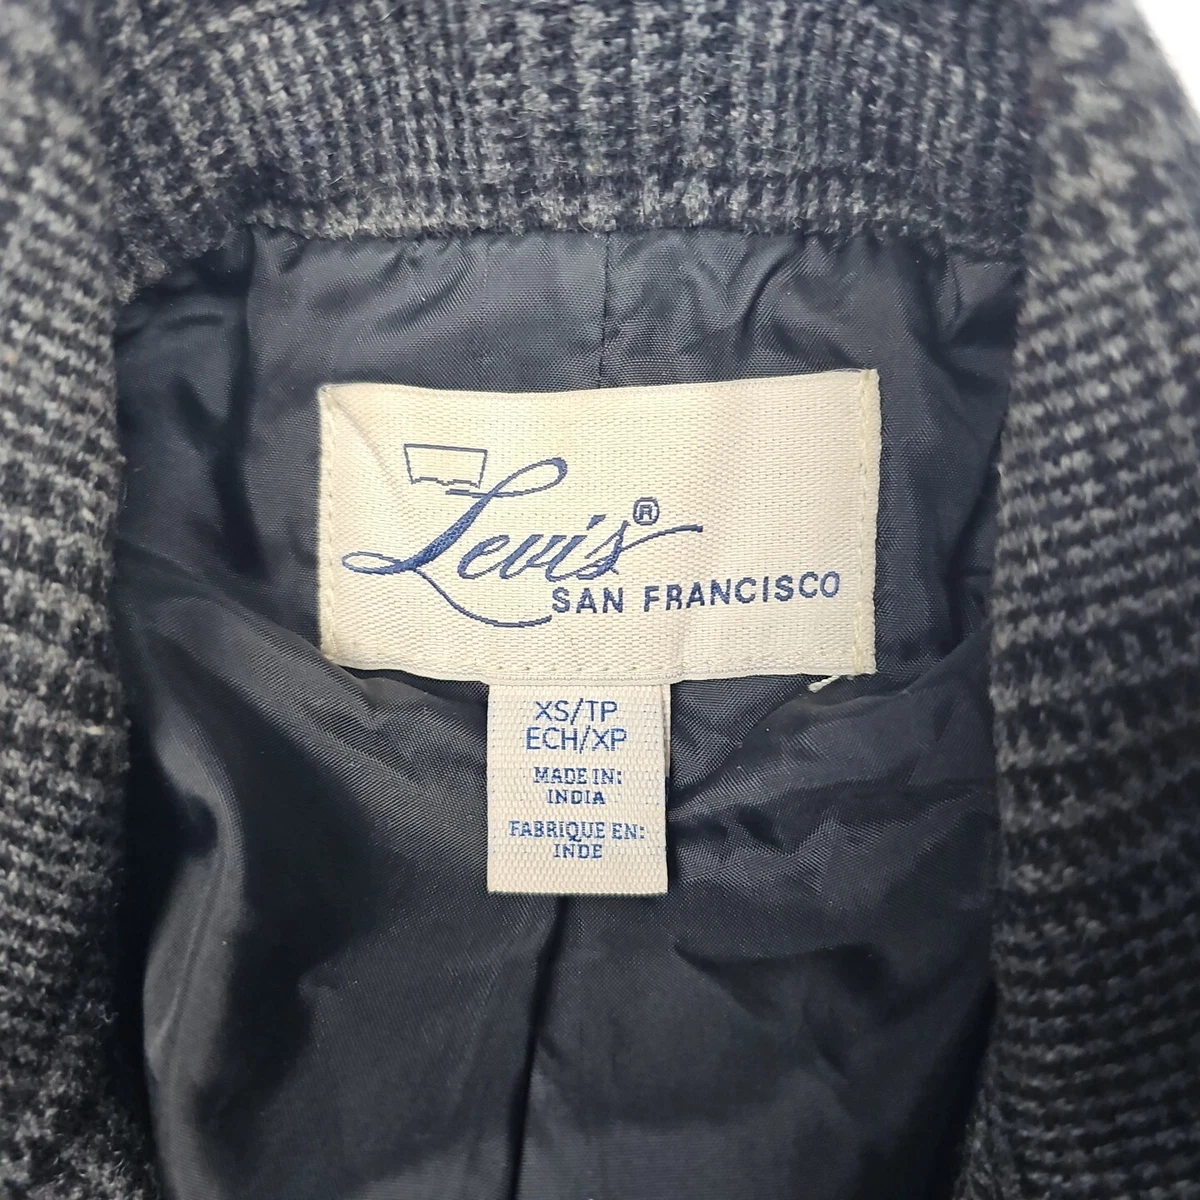 Levi's®
SAN FRANCISCO
XS/TP
ECH/XP
MADE IN:
INDIA
FABRIQUE EN:
INDE